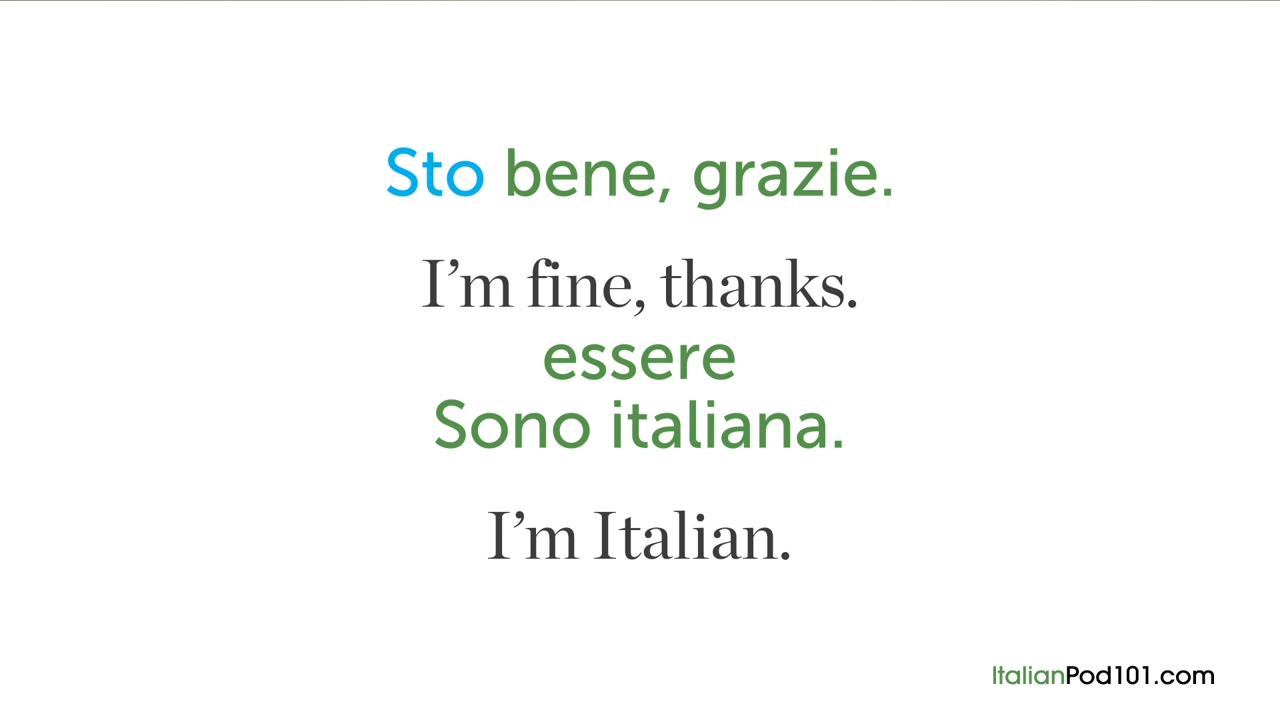 Sto bene, grazie.
I’m fine, thanks.
essere
Sono italiana.
I’m Italian.
ItalianPod101.com